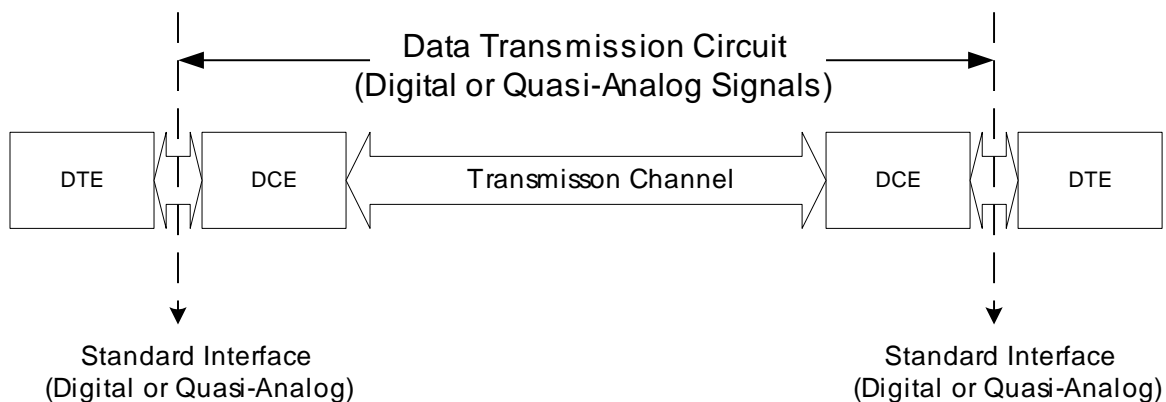 Data Transmission Circuit
(Digital or Quasi-Analog Signals)
DTE
DCE
Transmisson Channel
DCE
DTE
Standard Interface
(Digital or Quasi-Analog)
Standard Interface
(Digital or Quasi-Analog)